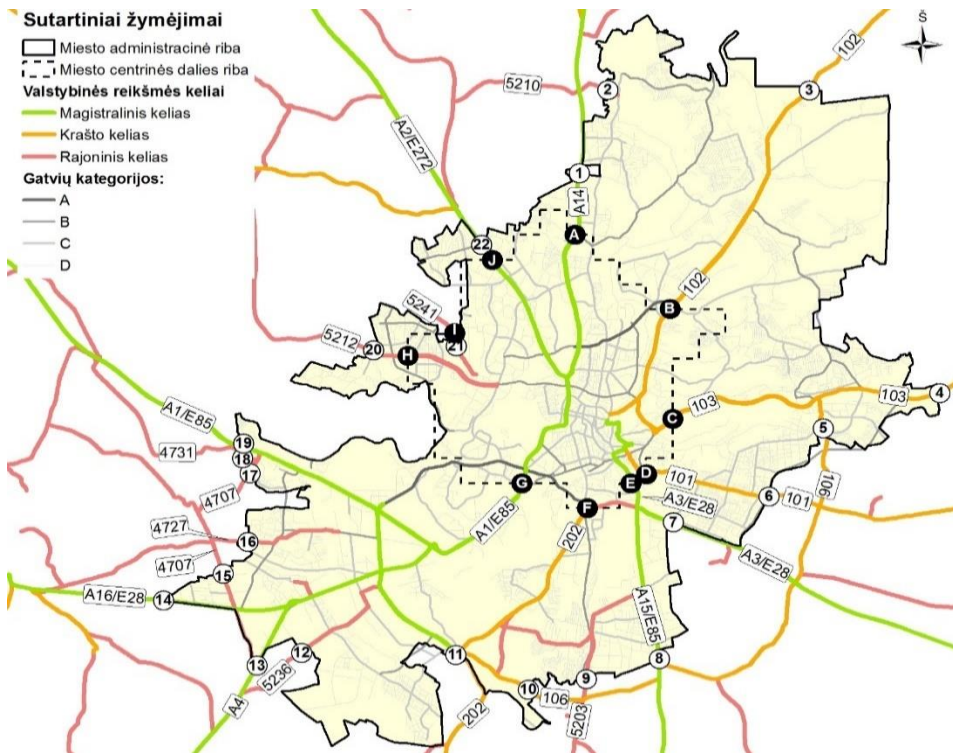 Sutartiniai žymėjimai
Miesto administracinė riba
Miesto centrinės dalies riba
Valstybinės reikšmės keliai
Magistralinis kelias
Krašto kelias
Rajoninis kelias
Gatvių kategorijos:
A
B
C
D
Š
102
5210
2
3
A2/E272
1
A14
A
22
J
102
5241
B
I
21
5212
20
H
103
4
103
C
5
A1/E85
19
18
4731
17
D
101
E
G
6
101
106
4707
A3/E28
A1/E85
F
7
4727
202
16
A3/E28
4707
15
A16/E28
14
A15/E85
12
11
8
13
5236
9
10
106
A4
202
5203